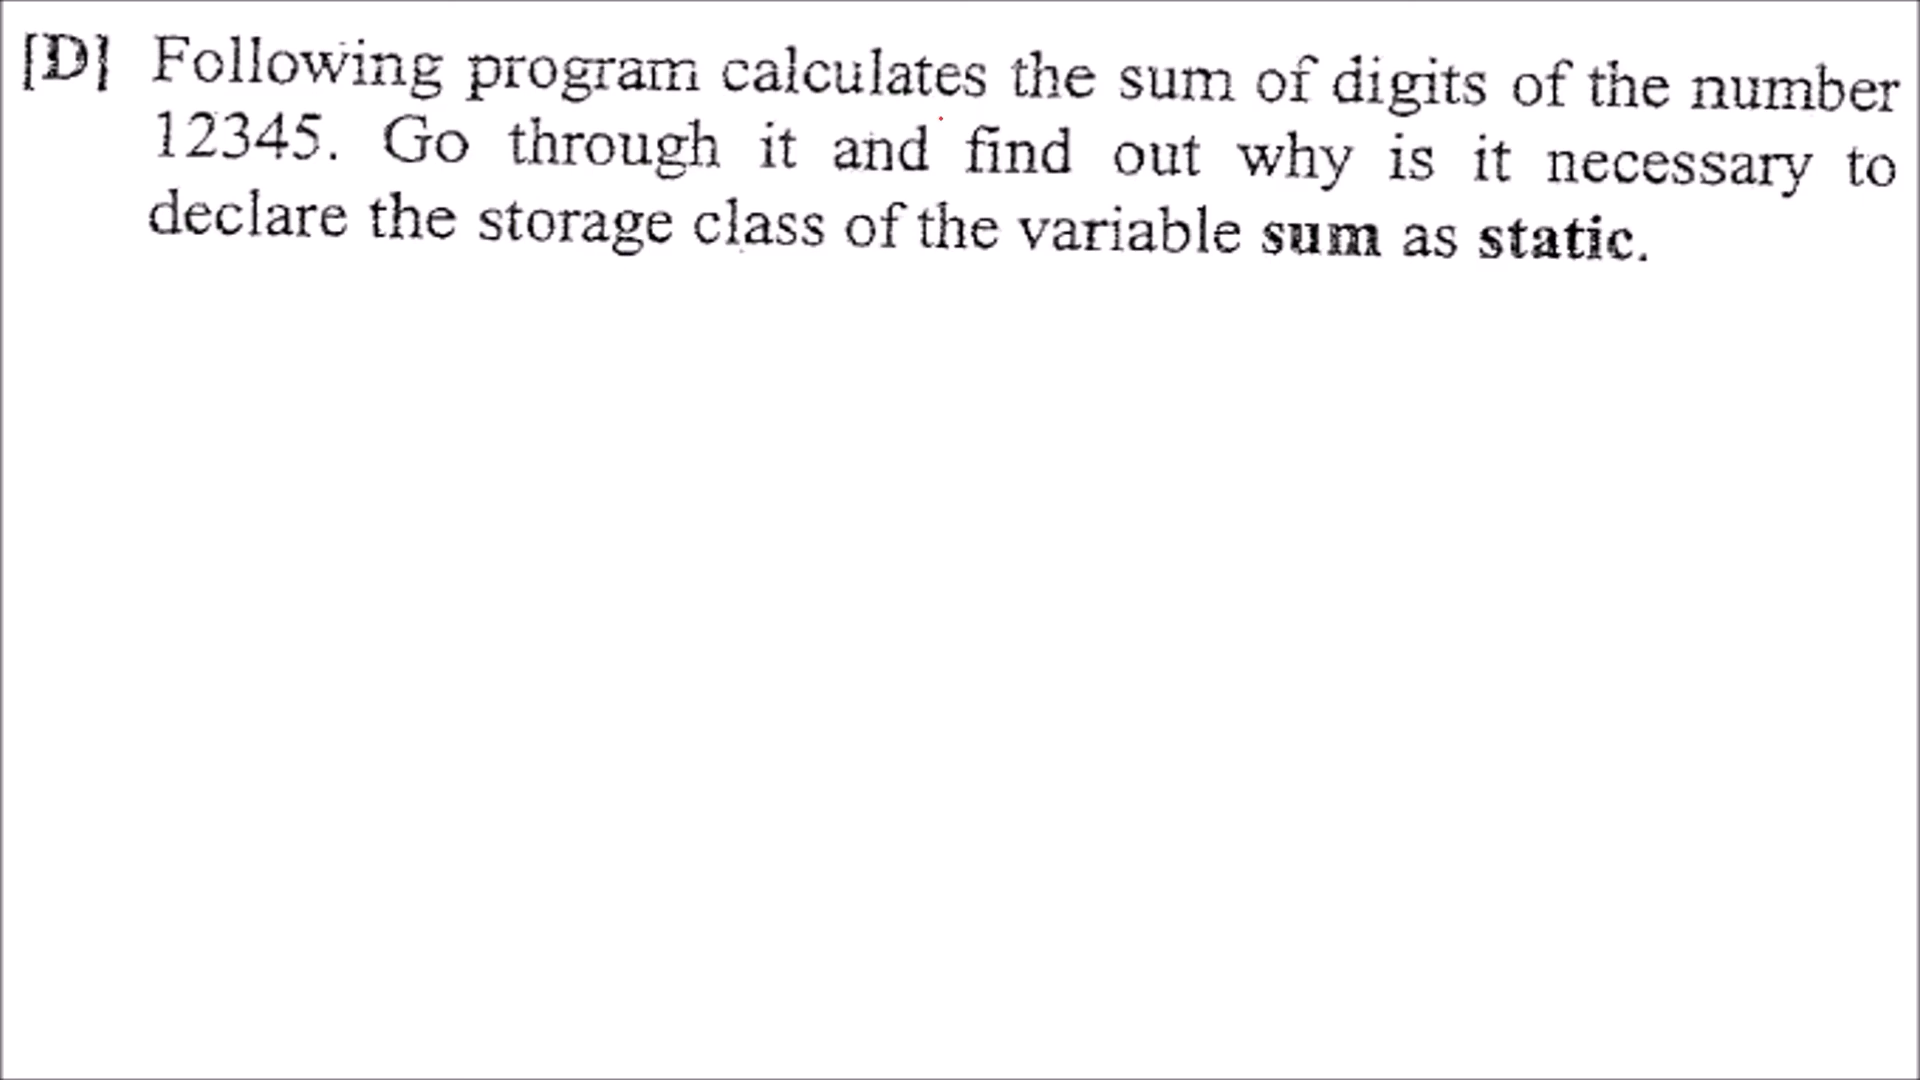 [D] Following program calculates the sum of digits of the number
12345. Go through it and find out why is it necessary to
declare the storage class of the variable sum as static.